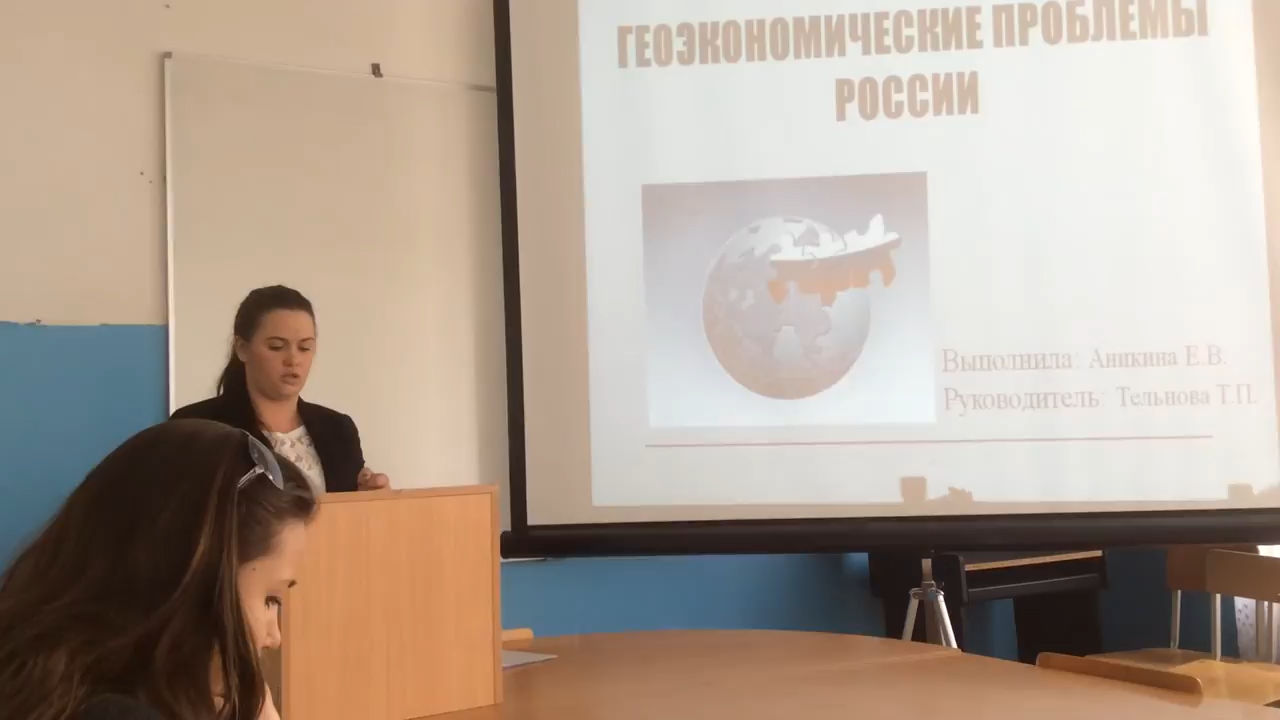 ГЕОЭКОНОМИЧЕСКИЕ ПРОБЛЕМЫ
РОССИИ
Выполнила: Аникина Е.В.
Руководитель: Тельнова Т.П.